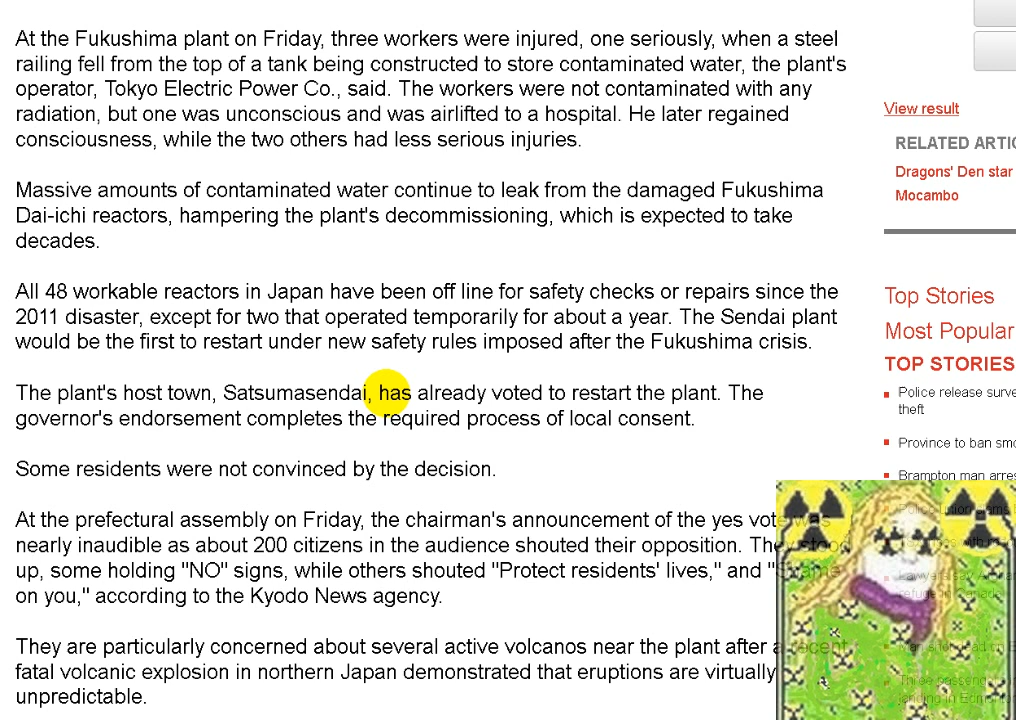 At the Fukushima plant on Friday, three workers were injured, one seriously, when a steel
railing fell from the top of a tank being constructed to store contaminated water, the plant's
operator, Tokyo Electric Power Co., said. The workers were not contaminated with any
radiation, but one was unconscious and was airlifted to a hospital. He later regained
consciousness, while the two others had less serious injuries.
Massive amounts of contaminated water continue to leak from the damaged Fukushima
Dai-ichi reactors, hampering the plant's decommissioning, which is expected to take
decades.
All 48 workable reactors in Japan have been off line for safety checks or repairs since the
2011 disaster, except for two that operated temporarily for about a year. The Sendai plant
would be the first to restart under new safety rules imposed after the Fukushima crisis.
The plant's host town, Satsumasendai, has already voted to restart the plant. The
governor's endorsement completes the required process of local consent.
Some residents were not convinced by the decision.
At the prefectural assembly on Friday, the chairman's announcement of the yes vote was
nearly inaudible as about 200 citizens in the audience shouted their opposition. They stood
up, some holding "NO" signs, while others shouted "Protect residents' lives," and "Shame
on you," according to the Kyodo News agency.
They are particularly concerned about several active volcanos near the plant after a recent
fatal volcanic explosion in northern Japan demonstrated that eruptions are virtually
unpredictable.
View result
RELATED
Dragons' Den star
Mocambo
Top Stories
Most Popular
TOP STORIES
Police release
theft
Province to ban
Brampton man